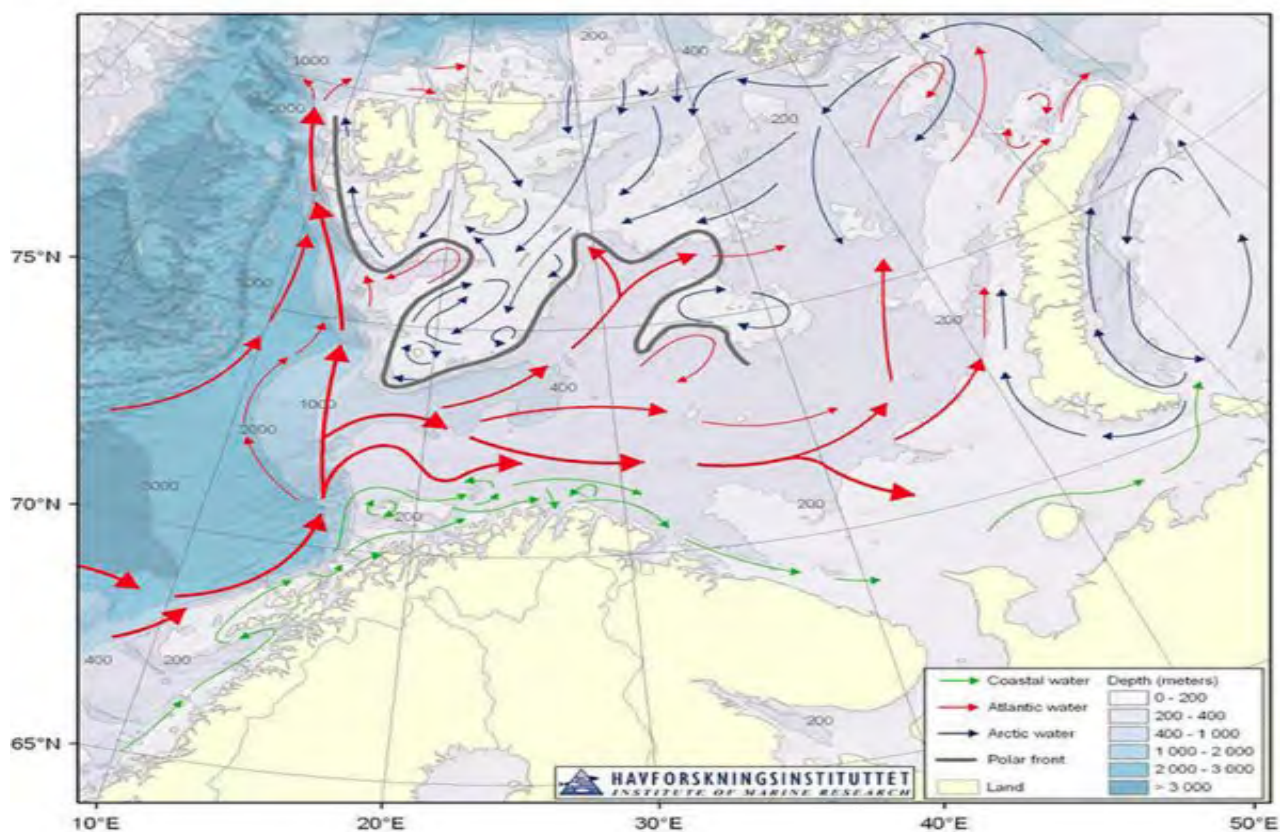 200
400
1000
2000
200
75°N
3000
200
400
1000
2000
3000
70°N
200
200
400
200
65°N
200
Coastal water
Atlantic water
Arctic water
Polar front
Land
Depth (meters)
0 - 200
200 - 400
400 - 1 000
1 000 - 2 000
2 000 - 3 000
> 3 000
HAVFORSKNINGSINSTITUTTET
INSTITUTE OF MARINE RESEARCH
10°E
20°E
30°E
40°E
50°E